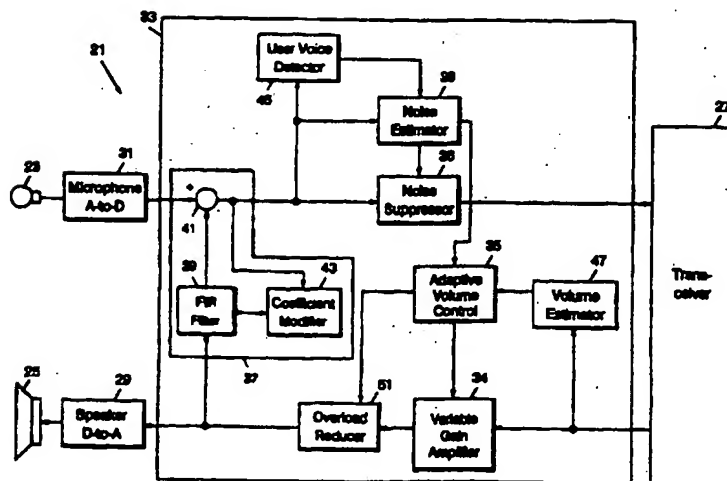 33
21
User Voice
Detector
45
Noise
Estimator
27
23
31
Microphone
A-to-D
+
41
Noise
Suppressor
39
FIR
Filter
43
Coefficient
Modifier
35
Adaptive
Volume
Control
47
Volume
Estimator
Trans-
ceiver
37
25
29
Speaker
D-to-A
51
Overload
Reducer
34
Variable
Gain
Amplifier